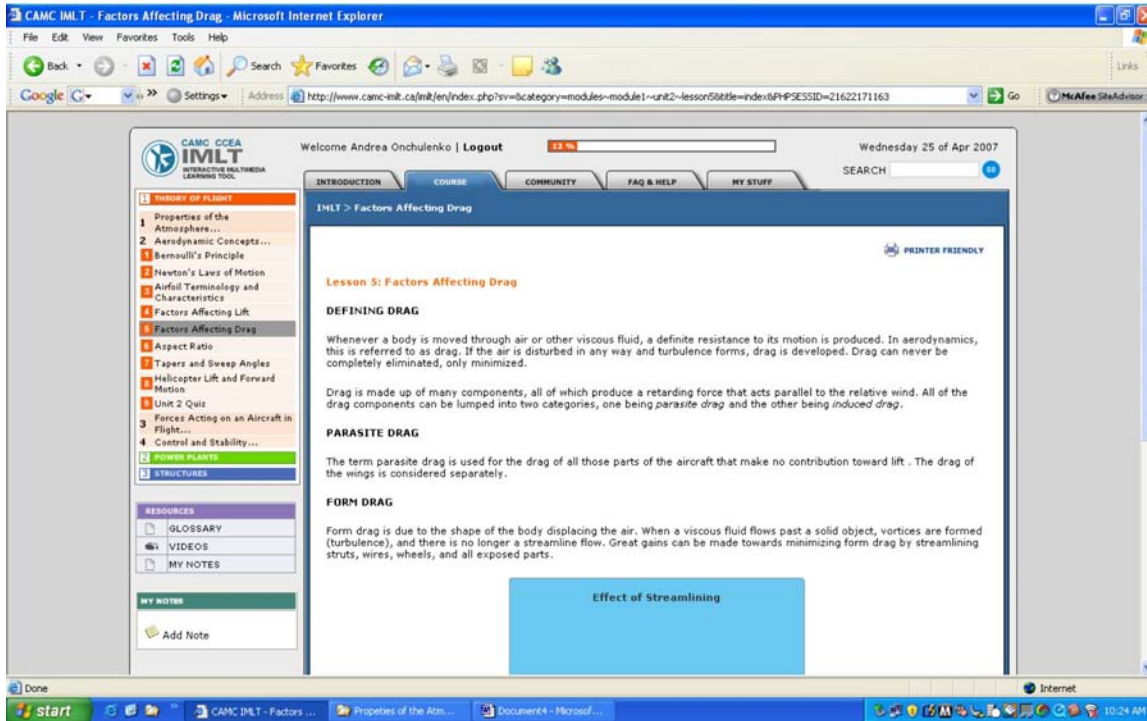 CAMC IMLT - Factors Affecting Drag - Microsoft Internet Explorer
File Edit View Favorites Tools Help
Back Search Favorites Links
Google G Settings Address http://www.camc-imlt.ca/imlt/en/index.php?sv=&category=modules~module1~unit2~lesson5&title=index&PHPSESSID=21622171163 Go McAfee SiteAdvisor
CAMC CCEA
IMLT
INTERACTIVE MULTIMEDIA
LEARNING TOOL
Welcome Andrea Onchulenko | Logout 12 % Wednesday 25 of Apr 2007
SEARCH GO
INTRODUCTION COURSE COMMUNITY FAQ & HELP MY STUFF
1 THEORY OF FLIGHT
1 Properties of the
Atmosphere...
2 Aerodynamic Concepts...
1 Bernoulli's Principle
2 Newton's Laws of Motion
3 Airfoil Terminology and
Characteristics
4 Factors Affecting Lift
5 Factors Affecting Drag
6 Aspect Ratio
7 Tapers and Sweep Angles
8 Helicopter Lift and Forward
Motion
9 Unit 2 Quiz
3 Forces Acting on an Aircraft in
Flight...
4 Control and Stability...
2 POWER PLANTS
3 STRUCTURES
RESOURCES
GLOSSARY
VIDEOS
MY NOTES
MY NOTES
Add Note
IMLT > Factors Affecting Drag
PRINTER FRIENDLY
Lesson 5: Factors Affecting Drag
DEFINING DRAG
Whenever a body is moved through air or other viscous fluid, a definite resistance to its motion is produced. In aerodynamics,
this is referred to as drag. If the air is disturbed in any way and turbulence forms, drag is developed. Drag can never be
completely eliminated, only minimized.
Drag is made up of many components, all of which produce a retarding force that acts parallel to the relative wind. All of the
drag components can be lumped into two categories, one being parasite drag and the other being induced drag.
PARASITE DRAG
The term parasite drag is used for the drag of all those parts of the aircraft that make no contribution toward lift . The drag of
the wings is considered separately.
FORM DRAG
Form drag is due to the shape of the body displacing the air. When a viscous fluid flows past a solid object, vortices are formed
(turbulence), and there is no longer a streamline flow. Great gains can be made towards minimizing form drag by streamlining
struts, wires, wheels, and all exposed parts.
Effect of Streamlining
Done Internet
start CAMC IMLT - Factors ... Propeties of the Atm... Document4 - Microsof... 10:24 AM